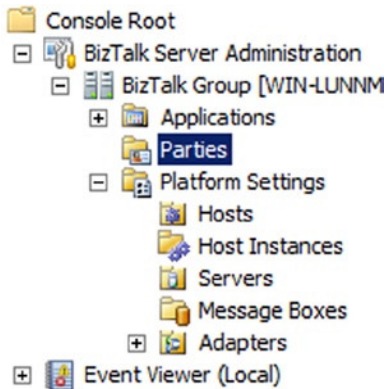 Console Root
BizTalk Server Administration
BizTalk Group [WIN-LUNNM
Applications
Parties
Platform Settings
Hosts
Host Instances
Servers
Message Boxes
Adapters
Event Viewer (Local)